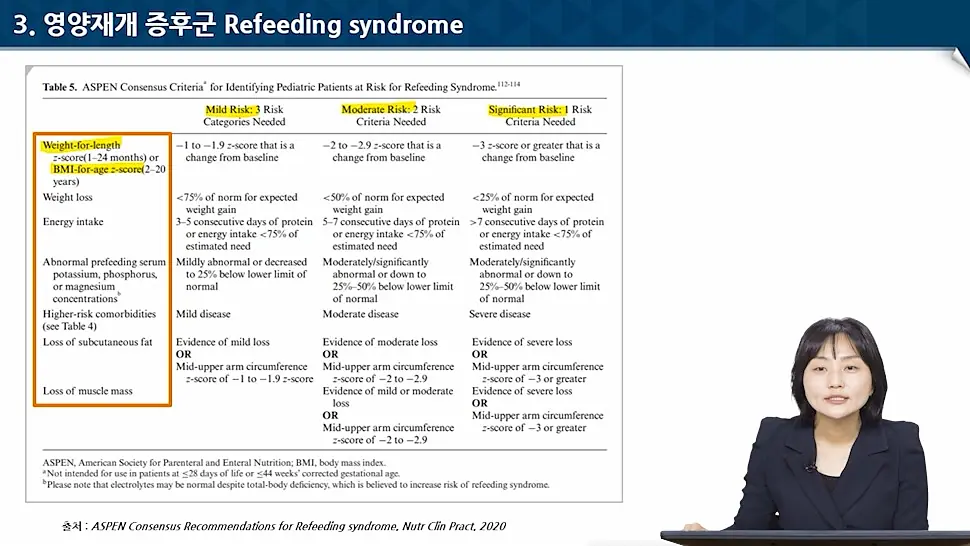 3. 영양재개 증후군 Refeeding syndrome
Table 5. ASPEN Consensus Criteriaᵃ for Identifying Pediatric Patients at Risk for Refeeding Syndrome.¹¹²⁻¹¹⁴
Mild Risk: 3 Risk Categories Needed
Moderate Risk: 2 Risk Criteria Needed
Significant Risk: 1 Risk Criteria Needed
Weight-for-length z-score(1–24 months) or BMI-for-age z-score(2–20 years)
−1 to −1.9 z-score that is a change from baseline
−2 to −2.9 z-score that is a change from baseline
−3 z-score or greater that is a change from baseline
Weight loss
<75% of norm for expected weight gain
<50% of norm for expected weight gain
<25% of norm for expected weight gain
Energy intake
3–5 consecutive days of protein or energy intake <75% of estimated need
5–7 consecutive days of protein or energy intake <75% of estimated need
>7 consecutive days of protein or energy intake <75% of estimated need
Abnormal prefeeding serum potassium, phosphorus, or magnesium concentrationsᵇ
Mildly abnormal or decreased to 25% below lower limit of normal
Moderately/significantly abnormal or down to 25%–50% below lower limit of normal
Moderately/significantly abnormal or down to 25%–50% below lower limit of normal
Higher-risk comorbidities (see Table 4)
Mild disease
Moderate disease
Severe disease
Loss of subcutaneous fat
Evidence of mild loss OR Mid-upper arm circumference z-score of −1 to −1.9 z-score
Evidence of moderate loss OR Mid-upper arm circumference z-score of −2 to −2.9
Evidence of severe loss OR Mid-upper arm circumference z-score of −3 or greater
Loss of muscle mass
Evidence of mild or moderate loss OR Mid-upper arm circumference z-score of −2 to −2.9
Evidence of severe loss OR Mid-upper arm circumference z-score of −3 or greater
ASPEN, American Society for Parenteral and Enteral Nutrition; BMI, body mass index.
ᵃNot intended for use in patients at ≤28 days of life or ≤44 weeks' corrected gestational age.
ᵇPlease note that electrolytes may be normal despite total-body deficiency, which is believed to increase risk of refeeding syndrome.
출처 : ASPEN Consensus Recommendations for Refeeding syndrome, Nutr Clin Pract, 2020